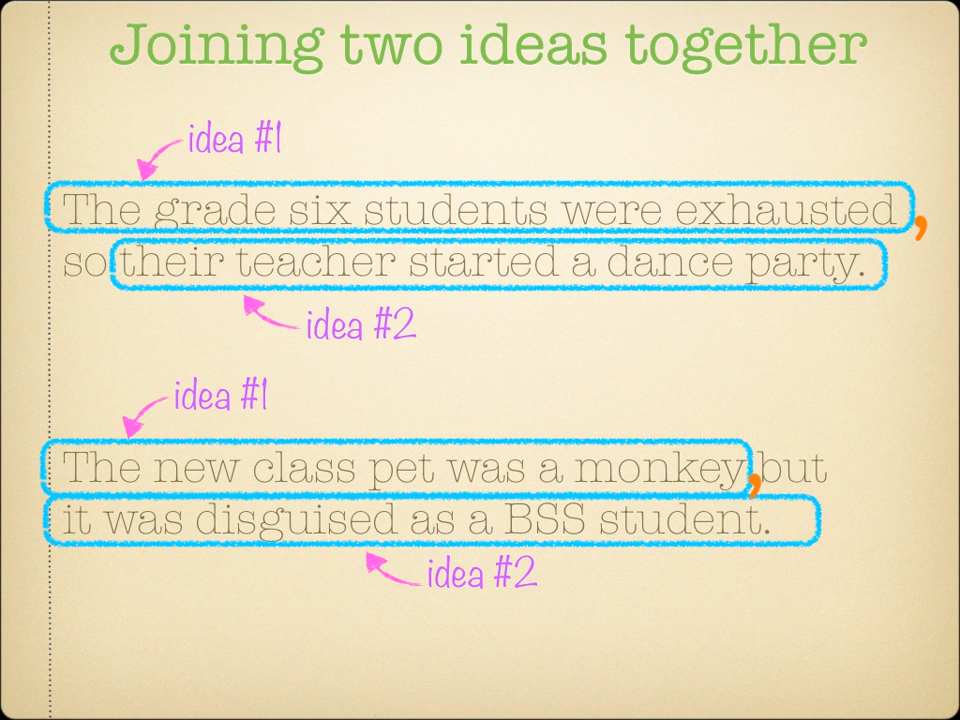 Joining two ideas together
idea #1
The grade six students were exhausted,
so their teacher started a dance party.
idea #2
idea #1
The new class pet was a monkey, but
it was disguised as a BSS student.
idea #2